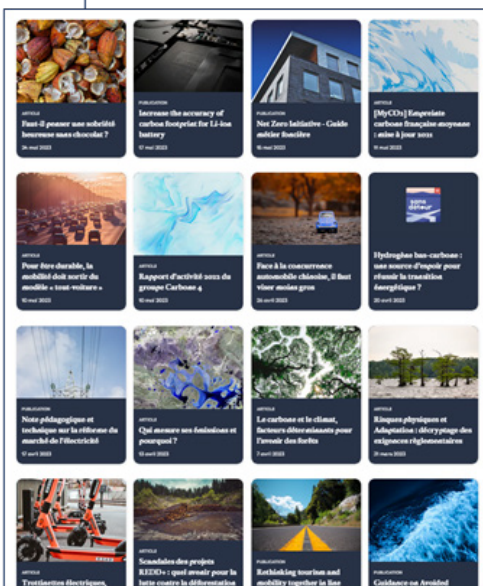 ARTICLE
Faut-il penser une sobriété
heureuse sans chocolat ?
24 mai 2023
PUBLICATION
Increase the accuracy of
carbon footprint for Li-ion
battery
17 mai 2023
ARTICLE
Net Zero Initiative - Guide
métier foncière
16 mai 2023
ARTICLE
[MyCO2] Empreinte
carbone française moyenne
: mise à jour 2021
11 mai 2023
ARTICLE
Pour être durable, la
mobilité doit sortir du
modèle « tout-voiture »
10 mai 2023
ARTICLE
Rapport d'activité 2022 du
groupe Carbone 4
10 mai 2023
ARTICLE
Face à la concurrence
automobile chinoise, il faut
viser moins gros
26 avril 2023
sans
détour
Hydrogène bas-carbone :
une source d'espoir pour
réussir la transition
énergétique ?
20 avril 2023
PUBLICATION
Note pédagogique et
technique sur la réforme du
marché de l'électricité
17 avril 2023
ARTICLE
Qui mesure ses émissions et
pourquoi ?
13 avril 2023
ARTICLE
Le carbone et le climat,
facteurs déterminants pour
l'avenir des forêts
7 avril 2023
ARTICLE
Risques physiques et
Adaptation : décryptage des
exigences réglementaires
31 mars 2023
ARTICLE
Trottinettes électriques,
ARTICLE
Scandales des projets
REDD+ : quel avenir pour la
lutte contre la déforestation
PUBLICATION
Rethinking tourism and
mobility together in line
PUBLICATION
Guidance on Avoided